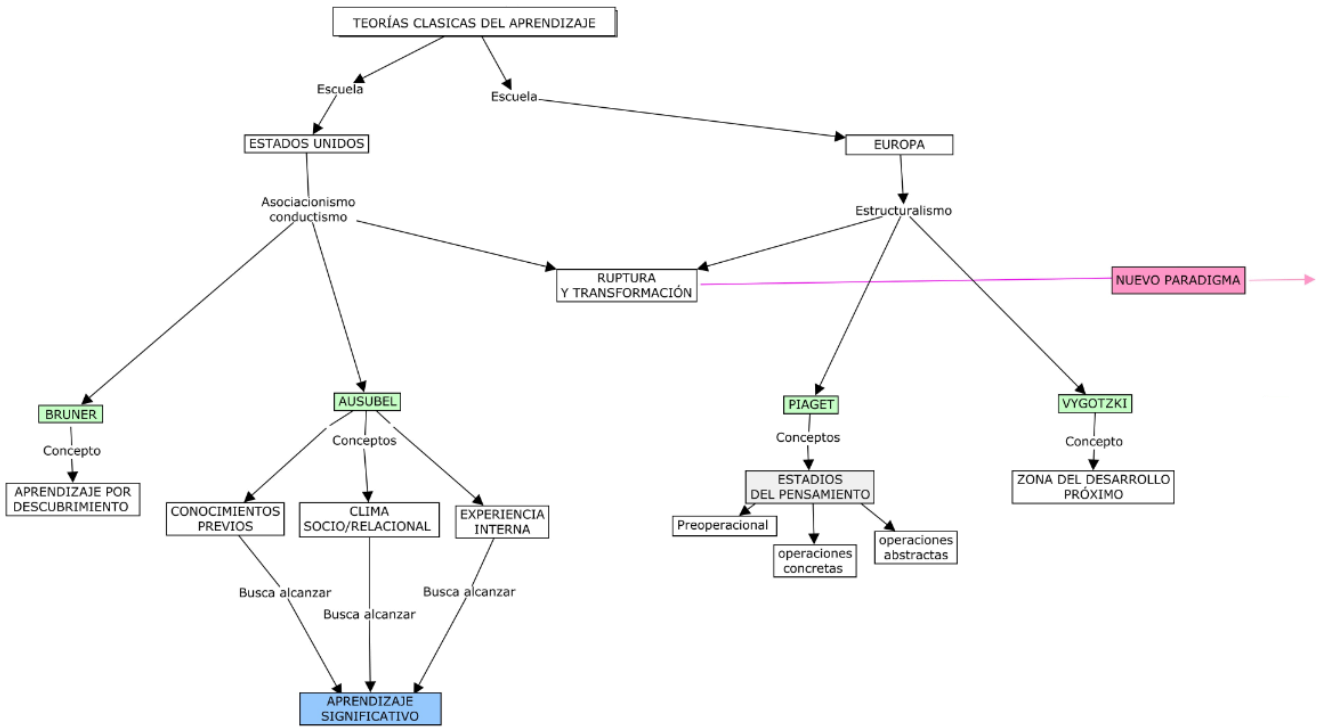 TEORÍAS CLASICAS DEL APRENDIZAJE
Escuela
Escuela
ESTADOS UNIDOS
EUROPA
Asociacionismo
conductismo
Estructuralismo
RUPTURA
Y TRANSFORMACIÓN
NUEVO PARADIGMA
BRUNER
AUSUBEL
PIAGET
VYGOTZKI
Concepto
Conceptos
Conceptos
Concepto
APRENDIZAJE POR
DESCUBRIMIENTO
CONOCIMIENTOS
PREVIOS
CLIMA
SOCIO/RELACIONAL
EXPERIENCIA
INTERNA
ESTADIOS
DEL PENSAMIENTO
ZONA DEL DESARROLLO
PRÓXIMO
Preoperacional
operaciones
concretas
operaciones
abstractas
Busca alcanzar
Busca alcanzar
Busca alcanzar
APRENDIZAJE
SIGNIFICATIVO